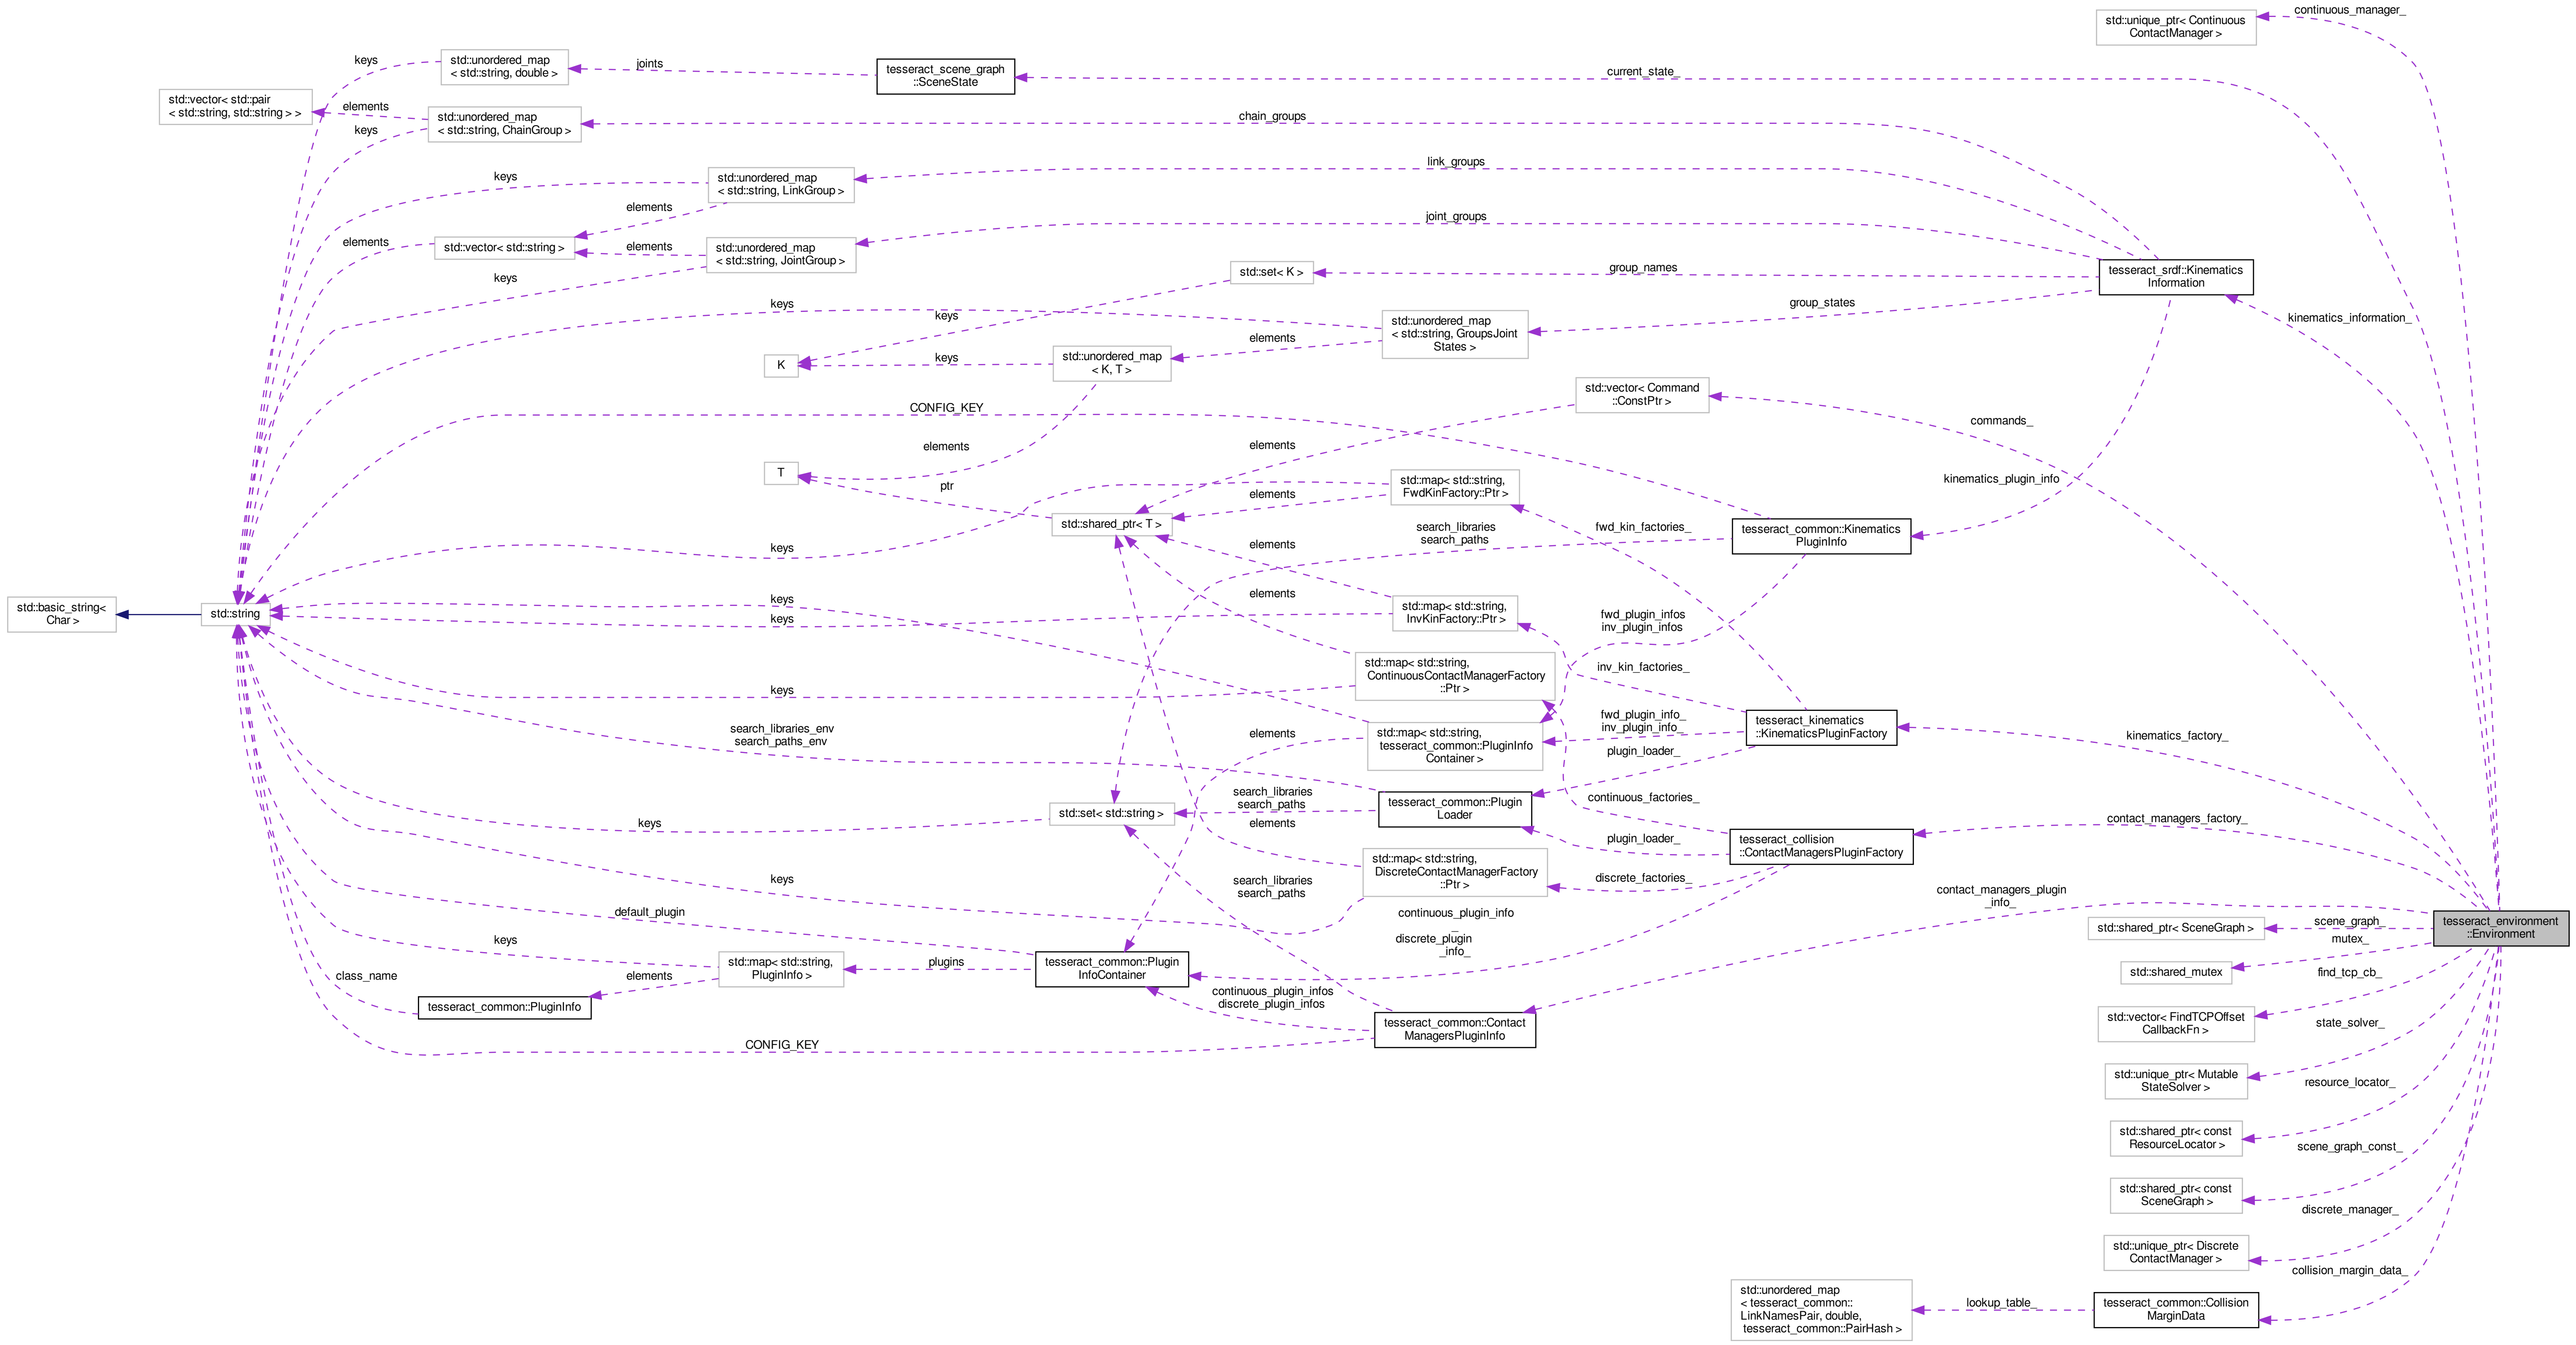 continuous_manager_
std::unique_ptr< Continuous
ContactManager >
keys
std::unordered_map
< std::string, double >
joints
tesseract_scene_graph
::SceneState
current_state_
std::vector< std::pair
< std::string, std::string > >
elements
std::unordered_map
< std::string, ChainGroup >
chain_groups
keys
link_groups
keys
std::unordered_map
< std::string, LinkGroup >
elements
joint_groups
elements
std::vector< std::string >
elements
std::unordered_map
< std::string, JointGroup >
keys
std::set< K >
group_names
tesseract_srdf::Kinematics
Information
keys
keys
group_states
kinematics_information_
std::unordered_map
< std::string, GroupsJoint
States >
elements
K
keys
std::unordered_map
< K, T >
std::vector< Command
::ConstPtr >
CONFIG_KEY
commands_
elements
elements
T
ptr
std::map< std::string,
FwdKinFactory::Ptr >
elements
kinematics_plugin_info
std::shared_ptr< T >
search_libraries
search_paths
fwd_kin_factories_
tesseract_common::Kinematics
PluginInfo
keys
elements
elements
std::basic_string<
Char >
std::string
keys
keys
std::map< std::string,
InvKinFactory::Ptr >
fwd_plugin_infos
inv_plugin_infos
std::map< std::string,
ContinuousContactManagerFactory
::Ptr >
inv_kin_factories_
keys
search_libraries_env
search_paths_env
elements
std::map< std::string,
tesseract_common::PluginInfo
Container >
fwd_plugin_info_
inv_plugin_info_
tesseract_kinematics
::KinematicsPluginFactory
kinematics_factory_
plugin_loader_
keys
std::set< std::string >
search_libraries
search_paths
tesseract_common::Plugin
Loader
continuous_factories_
elements
plugin_loader_
tesseract_collision
::ContactManagersPluginFactory
contact_managers_factory_
keys
search_libraries
search_paths
std::map< std::string,
DiscreteContactManagerFactory
::Ptr >
discrete_factories_
contact_managers_plugin
_info_
default_plugin
continuous_plugin_info
_
discrete_plugin
_info_
std::shared_ptr< SceneGraph >
scene_graph_
tesseract_environment
::Environment
mutex_
keys
class_name
std::map< std::string,
PluginInfo >
plugins
tesseract_common::Plugin
InfoContainer
std::shared_mutex
find_tcp_cb_
elements
tesseract_common::PluginInfo
continuous_plugin_infos
discrete_plugin_infos
tesseract_common::Contact
ManagersPluginInfo
std::vector< FindTCPOffset
CallbackFn >
state_solver_
CONFIG_KEY
std::unique_ptr< Mutable
StateSolver >
resource_locator_
std::shared_ptr< const
ResourceLocator >
scene_graph_const_
std::shared_ptr< const
SceneGraph >
discrete_manager_
std::unique_ptr< Discrete
ContactManager >
collision_margin_data_
std::unordered_map
< tesseract_common::
LinkNamesPair, double,
tesseract_common::PairHash >
lookup_table_
tesseract_common::Collision
MarginData